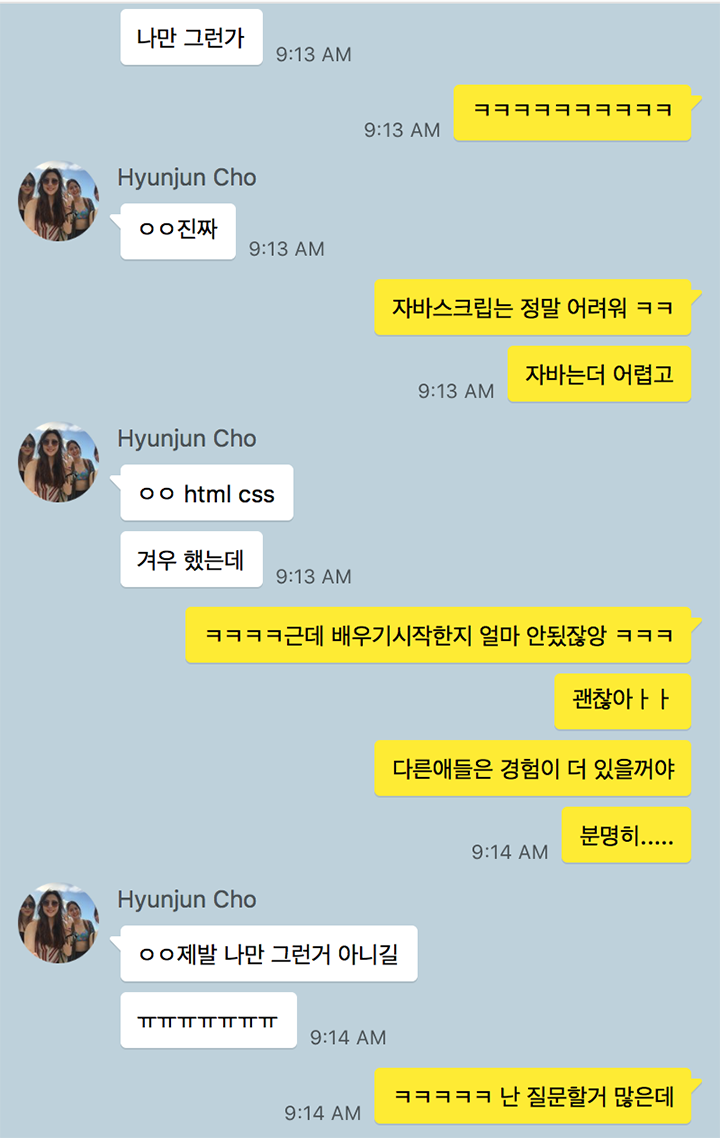 나만 그런가
9:13 AM
ㅋㅋㅋㅋㅋㅋㅋㅋㅋㅋ
9:13 AM
Hyunjun Cho
ㅇㅇ진짜
9:13 AM
자바스크립는 정말 어려워 ㅋㅋ
자바는더 어렵고
9:13 AM
Hyunjun Cho
ㅇㅇ html css
겨우 했는데
9:13 AM
ㅋㅋㅋㅋ근데 배우기시작한지 얼마 안됬잖앙 ㅋㅋㅋ
괜찮아ㅏㅏ
다른애들은 경험이 더 있을꺼야
분명히.....
9:14 AM
Hyunjun Cho
ㅇㅇ제발 나만 그런거 아니길
ㅠㅠㅠㅠㅠㅠㅠ
9:14 AM
ㅋㅋㅋㅋㅋ 난 질문할거 많은데
9:14 AM